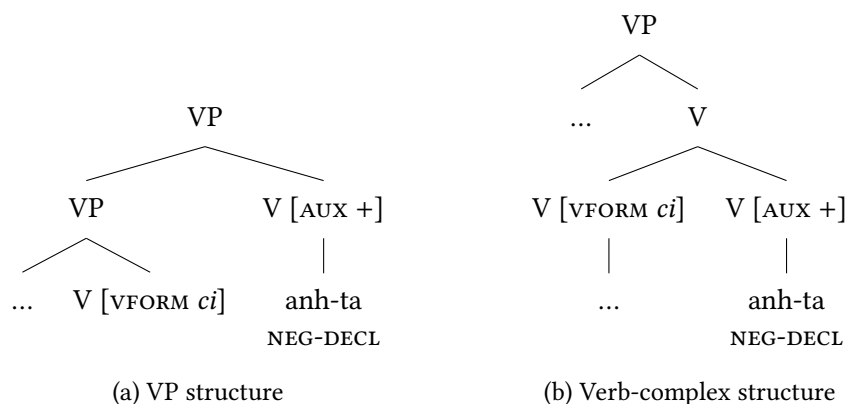 VP
VP
... V
VP V [AUX +]
V [VFORM ci] V [AUX +]
... V [VFORM ci] anh-ta
NEG-DECL
... anh-ta
NEG-DECL
(a) VP structure
(b) Verb-complex structure